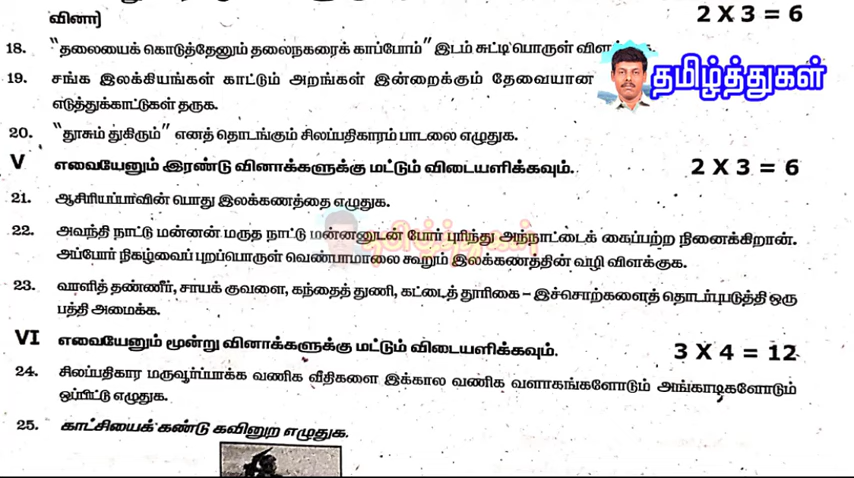 வினா]
2 X 3 = 6
18. “தலையைக் கொடுத்தேனும் தலைநகரைக் காப்போம்” இடம் சுட்டிபொருள்
தமிழ்த்துகள்
19. சங்க இலக்கியங்கள் காட்டும் அறங்கள் இன்றைக்கும் தேவையான
எடுத்துக்காட்டுகள் தருக.
20. “தூசும் துகிரும்” எனத் தொடங்கும் சிலப்பதிகாரம் பாடலை எழுதுக.
V எவையேனும் இரண்டு வினாக்களுக்கு மட்டும் விடையளிக்கவும். 2 X 3 = 6
21. ஆசிரியப்பாவின் பொது இலக்கணத்தை எழுதுக.
22. அவந்தி நாட்டு மன்னன் மருத நாட்டு மன்னனுடன் போர் புரிந்து அந்நாட்டைக் கைப்பற்ற நினைக்கிறான்.
அப்போர் நிகழ்வைப் புறப்பொருள் வெண்பாமாலை கூறும் இலக்கணத்தின் வழி விளக்குக.
23. வாளித் தண்ணீர், சாயக் குவளை, கந்தைத் துணி, கட்டைத் தூரிகை – இச்சொற்களைத் தொடர்புபடுத்தி ஒரு
பத்தி அமைக்க.
VI எவையேனும் மூன்று வினாக்களுக்கு மட்டும் விடையளிக்கவும். 3 X 4 = 12
24. சிலப்பதிகார மருவூர்ப்பாக்க வணிக வீதிகளை இக்கால வணிக வளாகங்களோடும் அங்காடிகளோடும்
ஒப்பிட்டு எழுதுக.
25. காட்சியைக் கண்டு கவினுற எழுதுக.